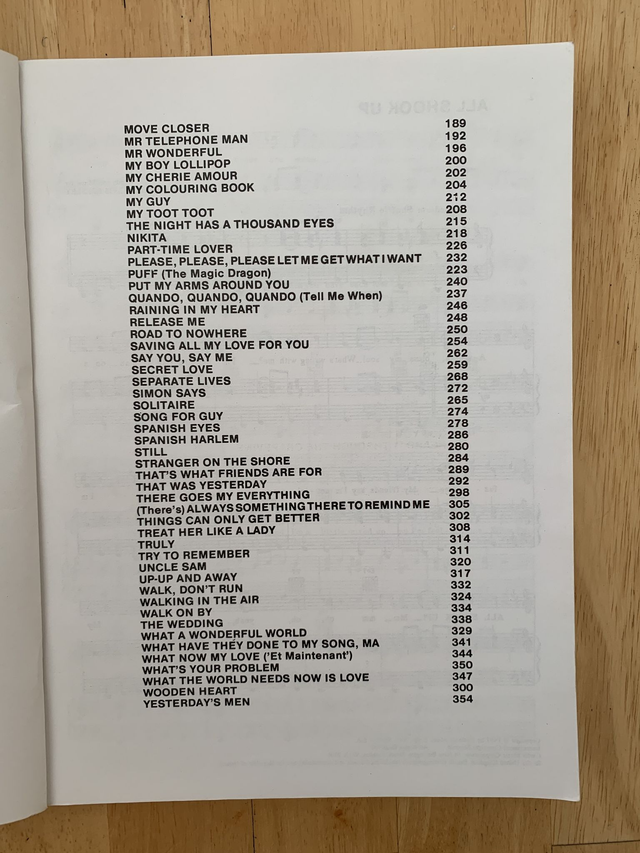 ALL SHOOK UP
MOVE CLOSER 189
MR TELEPHONE MAN 192
MR WONDERFUL 196
MY BOY LOLLIPOP 200
MY CHERIE AMOUR 202
MY COLOURING BOOK 204
MY GUY 212
MY TOOT TOOT 208
THE NIGHT HAS A THOUSAND EYES 215
NIKITA 218
PART-TIME LOVER 226
PLEASE, PLEASE, PLEASE LET ME GET WHAT I WANT 232
PUFF (The Magic Dragon) 223
PUT MY ARMS AROUND YOU 240
QUANDO, QUANDO, QUANDO (Tell Me When) 237
RAINING IN MY HEART 246
RELEASE ME 248
ROAD TO NOWHERE 250
SAVING ALL MY LOVE FOR YOU 254
SAY YOU, SAY ME 262
SECRET LOVE 259
SEPARATE LIVES 268
SIMON SAYS 272
SOLITAIRE 265
SONG FOR GUY 274
SPANISH EYES 278
SPANISH HARLEM 286
STILL 280
STRANGER ON THE SHORE 284
THAT'S WHAT FRIENDS ARE FOR 289
THAT WAS YESTERDAY 292
THERE GOES MY EVERYTHING 298
(There's) ALWAYS SOMETHING THERE TO REMIND ME 305
THINGS CAN ONLY GET BETTER 302
TREAT HER LIKE A LADY 308
TRULY 314
TRY TO REMEMBER 311
UNCLE SAM 320
UP-UP AND AWAY 317
WALK, DON'T RUN 332
WALKING IN THE AIR 324
WALK ON BY 334
THE WEDDING 338
WHAT A WONDERFUL WORLD 329
WHAT HAVE THEY DONE TO MY SONG, MA 341
WHAT NOW MY LOVE ('Et Maintenant') 344
WHAT'S YOUR PROBLEM 350
WHAT THE WORLD NEEDS NOW IS LOVE 347
WOODEN HEART 300
YESTERDAY'S MEN 354